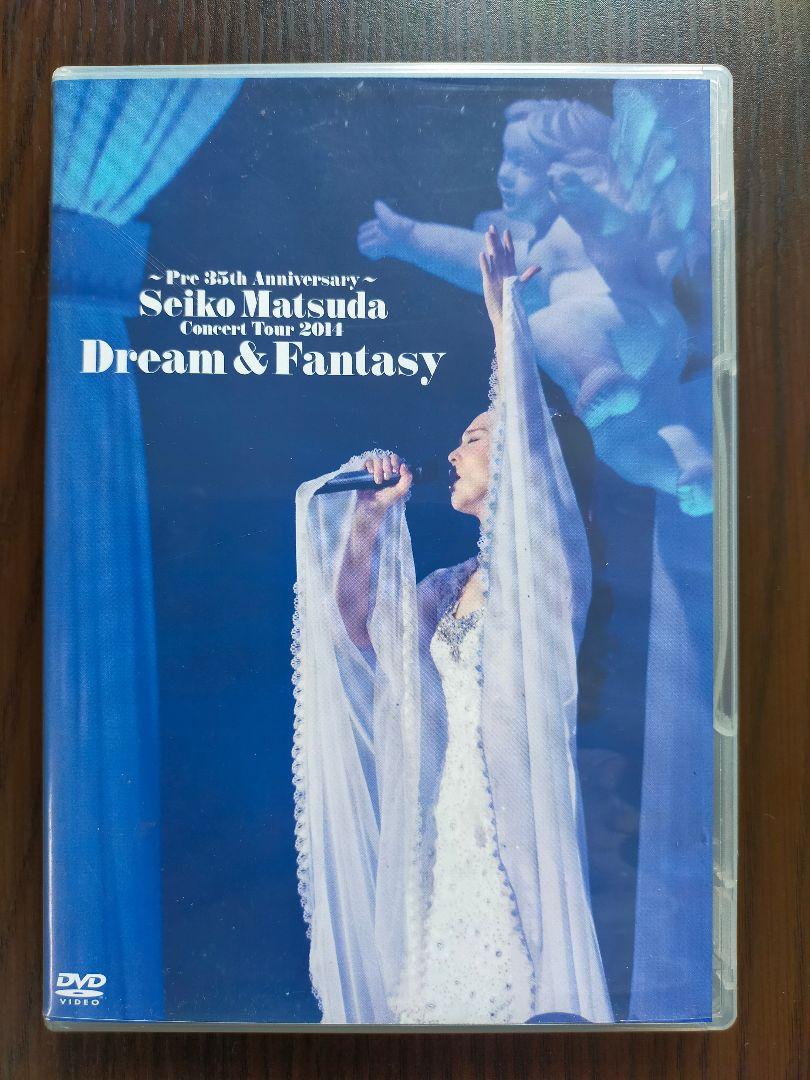 ~Pre 35th Anniversary~
Seiko Matsuda
Concert Tour 2014
Dream & Fantasy
DVD
VIDEO